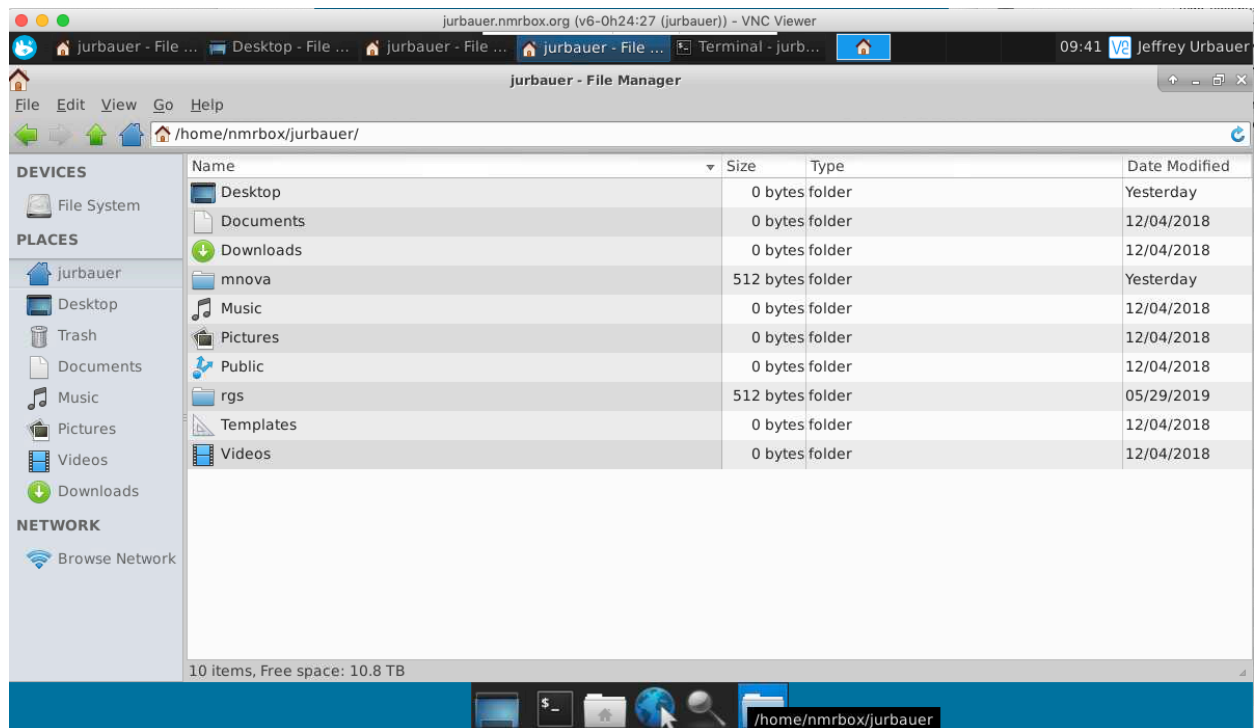 jurbauer.nmrbox.org (v6-0h24:27 (jurbauer)) - VNC Viewer
jurbauer - File ... Desktop - File ... jurbauer - File ... jurbauer - File ... Terminal - jurb... 09:41 Jeffrey Urbauer
jurbauer - File Manager
File Edit View Go Help
/home/nmrbox/jurbauer/
DEVICES
File System
PLACES
jurbauer
Desktop
Trash
Documents
Music
Pictures
Videos
Downloads
NETWORK
Browse Network
Name Size Type Date Modified
Desktop 0 bytes folder Yesterday
Documents 0 bytes folder 12/04/2018
Downloads 0 bytes folder 12/04/2018
mnova 512 bytes folder Yesterday
Music 0 bytes folder 12/04/2018
Pictures 0 bytes folder 12/04/2018
Public 0 bytes folder 12/04/2018
rgs 512 bytes folder 05/29/2019
Templates 0 bytes folder 12/04/2018
Videos 0 bytes folder 12/04/2018
10 items, Free space: 10.8 TB
$_
/home/nmrbox/jurbauer